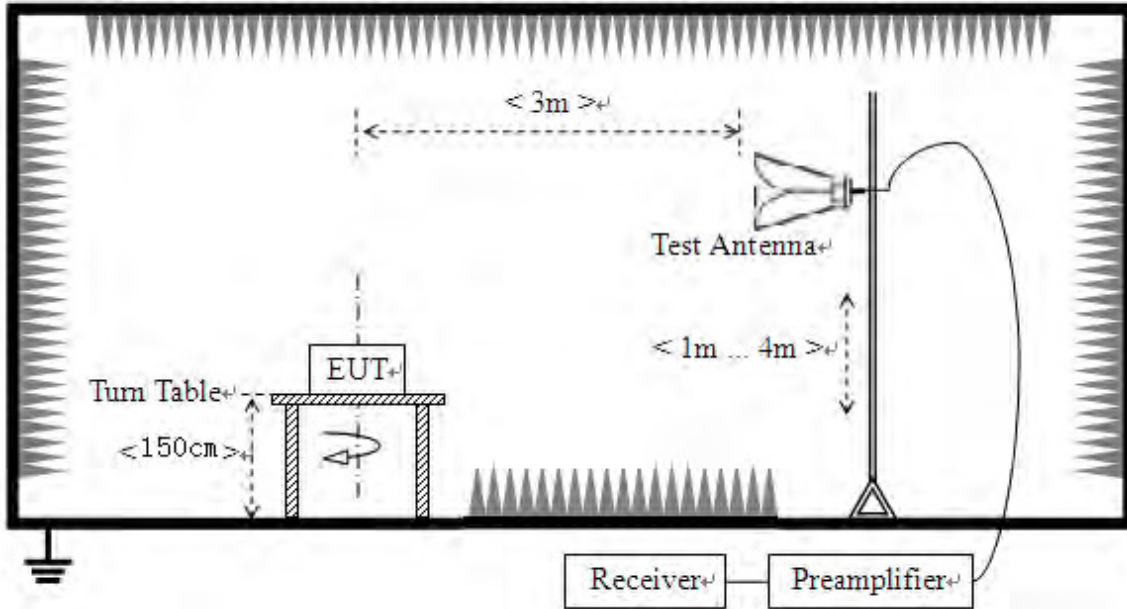 < 3m >↵
Test Antenna↵
< 1m ... 4m >↵
EUT↵
Turn Table↵
<150cm>↵
Receiver↵
Preamplifier↵